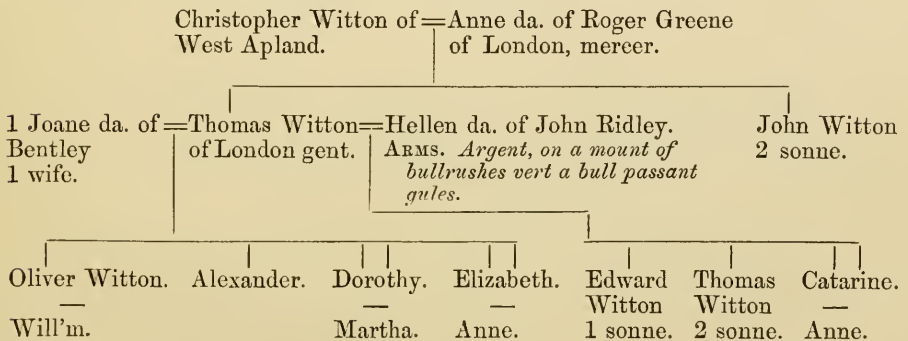 Christopher Witton of=Anne da. of Roger Greene
West Apland. of London, mercer.
1 Joane da. of=Thomas Witton=Hellen da. of John Ridley. John Witton
Bentley of London gent. ARMS. Argent, on a mount of 2 sonne.
1 wife. bullrushes vert a bull passant
gules.
Oliver Witton. Alexander. Dorothy. Elizabeth. Edward Thomas Catarine.
— — — Witton Witton —
Will'm. Martha. Anne. 1 sonne. 2 sonne. Anne.